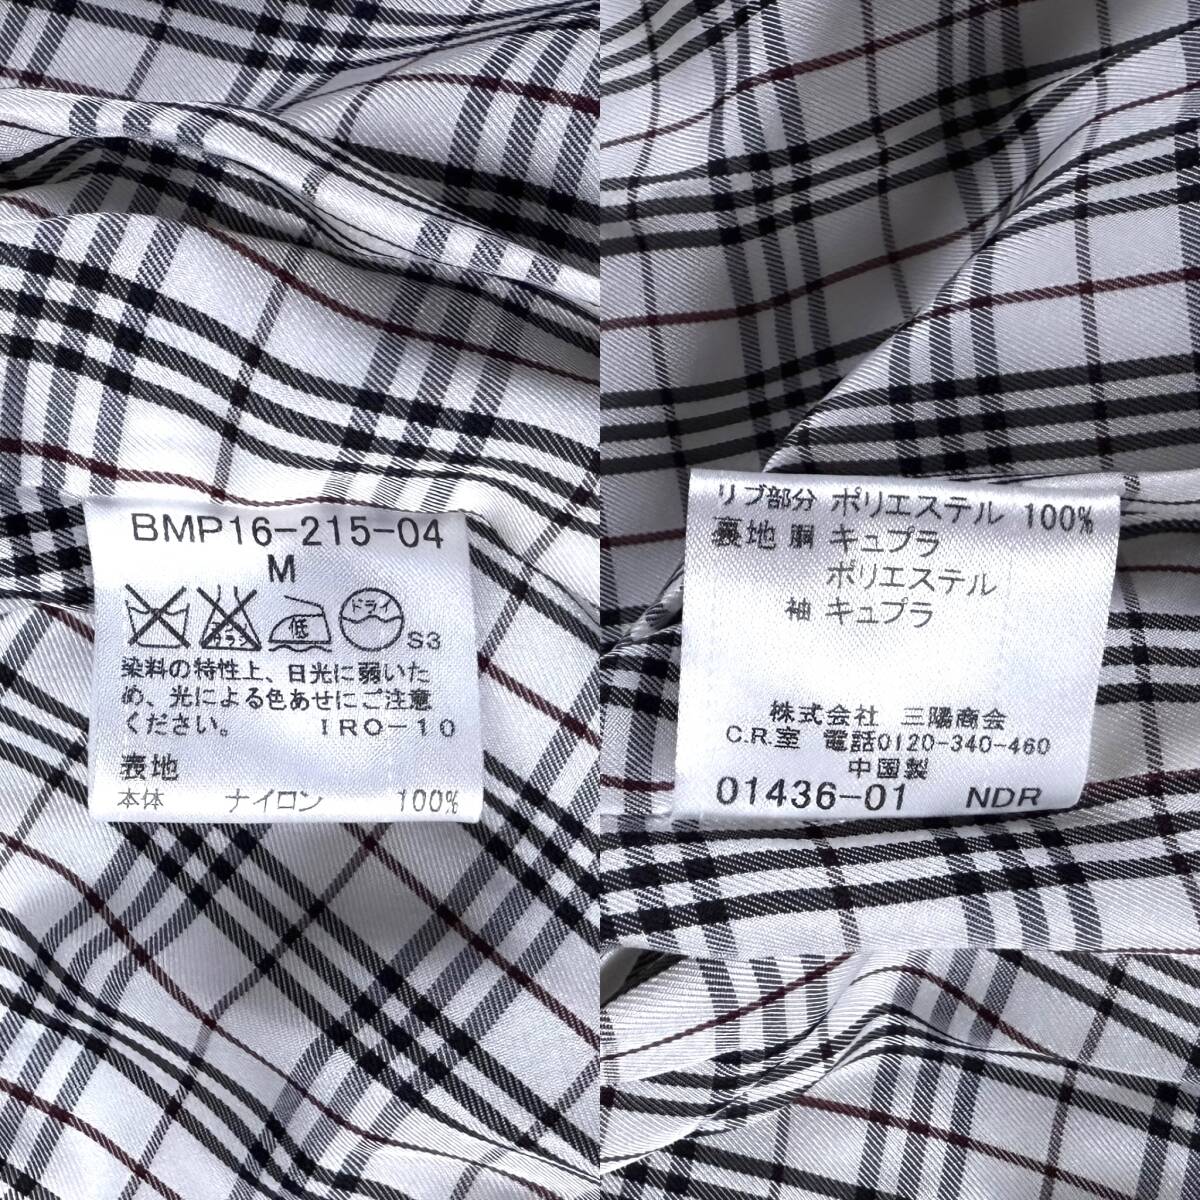 BMP16-215-04
M
ドライ
低
S3
染料の特性上、日光に弱いた
め、光による色あせにご注意
ください。 IRO-10
表地
本体 ナイロン 100%
リブ部分 ポリエステル 100%
裏地 胴 キュプラ
ポリエステル
袖 キュプラ
株式会社 三陽商会
C.R.室 電話0120-340-460
中国製
01436-01 NDR